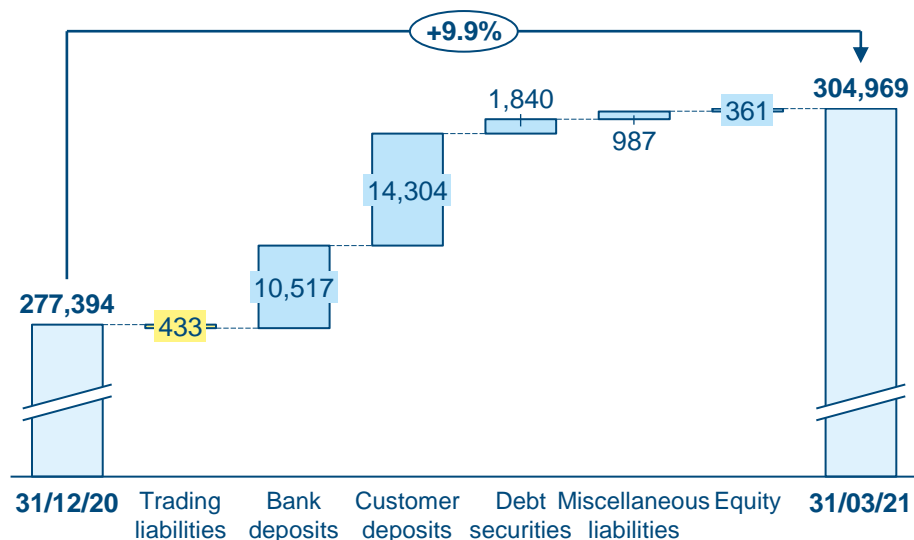 +9.9%
304,969
1,840
361
987
14,304
10,517
277,394
433
31/12/20
Trading
liabilities
Bank
deposits
Customer
deposits
Debt
securities
Miscellaneous
liabilities
Equity
31/03/21